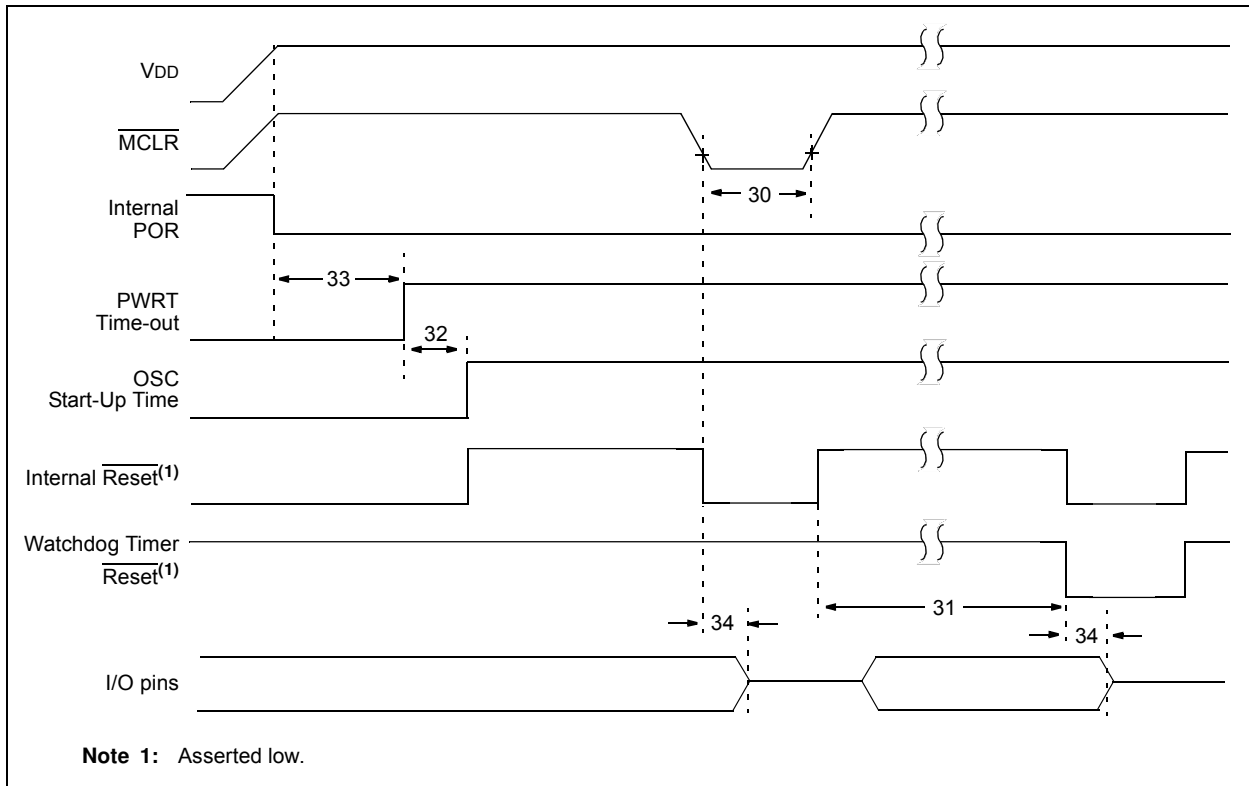 VDD
MCLR
30
Internal
POR
33
PWRT
Time-out
32
OSC
Start-Up Time
Internal Reset(1)
Watchdog Timer
Reset(1)
31
34
34
I/O pins
Note 1: Asserted low.